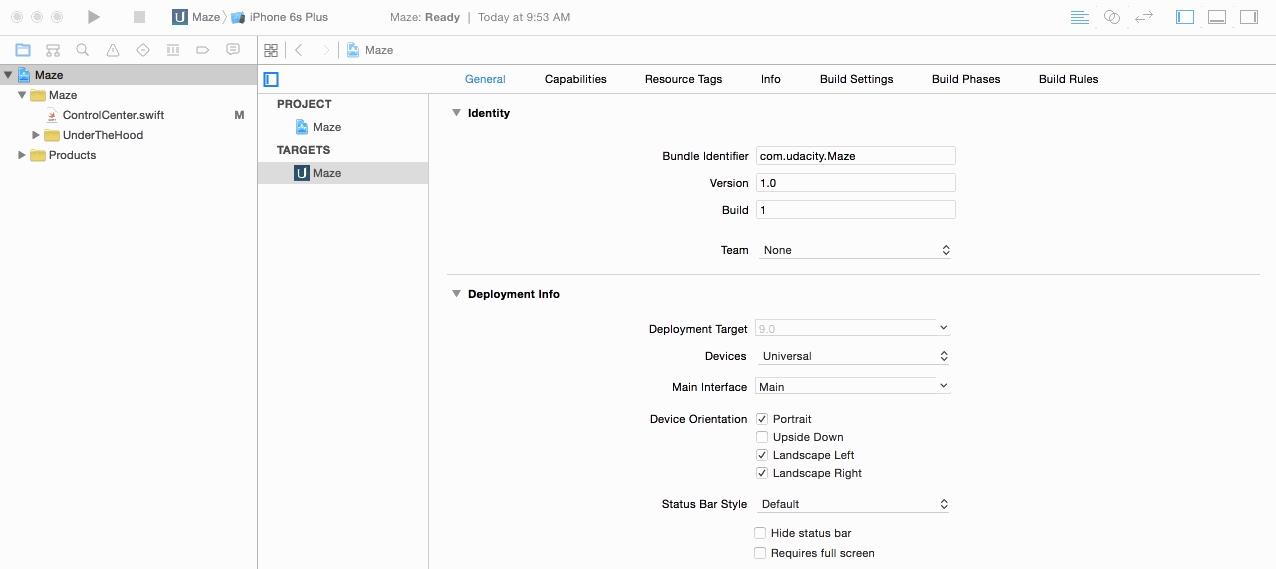 Maze iPhone 6s Plus Maze: Ready | Today at 9:53 AM
Maze
Maze
Maze
ControlCenter.swift M
UnderTheHood
Products
General Capabilities Resource Tags Info Build Settings Build Phases Build Rules
PROJECT
Maze
TARGETS
U Maze
Identity
Bundle Identifier com.udacity.Maze
Version 1.0
Build 1
Team None
Deployment Info
Deployment Target 9.0
Devices Universal
Main Interface Main
Device Orientation Portrait
Upside Down
Landscape Left
Landscape Right
Status Bar Style Default
Hide status bar
Requires full screen